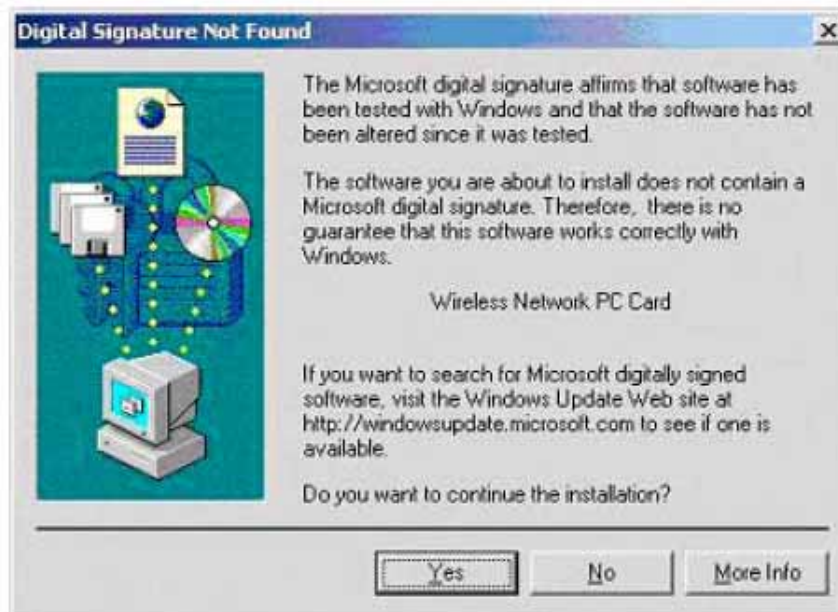 Digital Signature Not Found
The Microsoft digital signature affirms that software has
been tested with Windows and that the software has not
been altered since it was tested.
The software you are about to install does not contain a
Microsoft digital signature. Therefore, there is no
guarantee that this software works correctly with
Windows.
Wireless Network PC Card
If you want to search for Microsoft digitally signed
software, visit the Windows Update Web site at
http://windowsupdate.microsoft.com to see if one is
available.
Do you want to continue the installation?
Yes No More Info